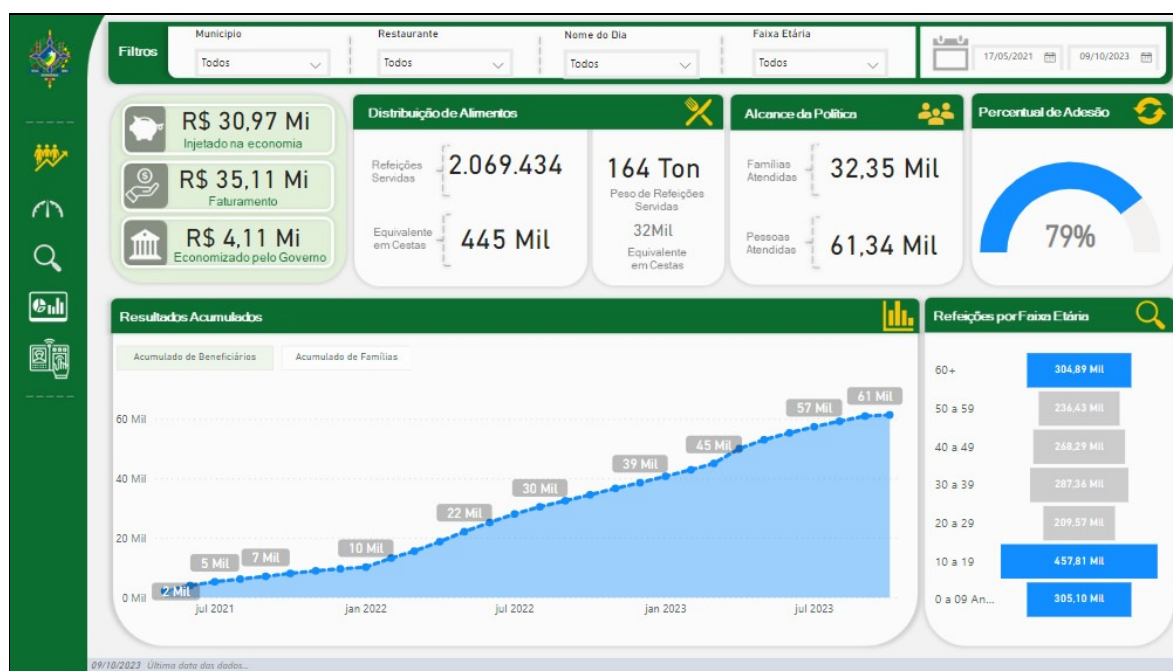 Filtros
Municipio
Todos
Restaurante
Todos
Nome do Dia
Todos
Faixa Etária
Todos
17/05/2021
09/10/2023
R$ 30,97 Mi
Injetado na economia
R$ 35,11 Mi
Faturamento
R$ 4,11 Mi
Economizado pelo Governo
Distribuição de Alimentos
Refeições
Servidas
2.069.434
Equivalente
em Cestas
445 Mil
164 Ton
Peso de Refeições
Servidas
32Mil
Equivalente
em Cestas
Alcance da Política
Famílias
Atendidas
32,35 Mil
Pessoas
Atendidas
61,34 Mil
Percentual de Adesão
79%
Resultados Acumulados
Acumulado de Beneficiários
Acumulado de Famílias
60 Mil
40 Mil
20 Mil
0 Mil
2 Mil
5 Mil
7 Mil
10 Mil
22 Mil
30 Mil
39 Mil
45 Mil
57 Mil
61 Mil
jul 2021
jan 2022
jul 2022
jan 2023
jul 2023
Refeições por Faixa Etária
60+
304,89 Mil
50 a 59
236,43 Mil
40 a 49
268,29 Mil
30 a 39
287,36 Mil
20 a 29
209,57 Mil
10 a 19
457,81 Mil
0 a 09 An...
305,10 Mil
09/10/2023 Última data dos dados...